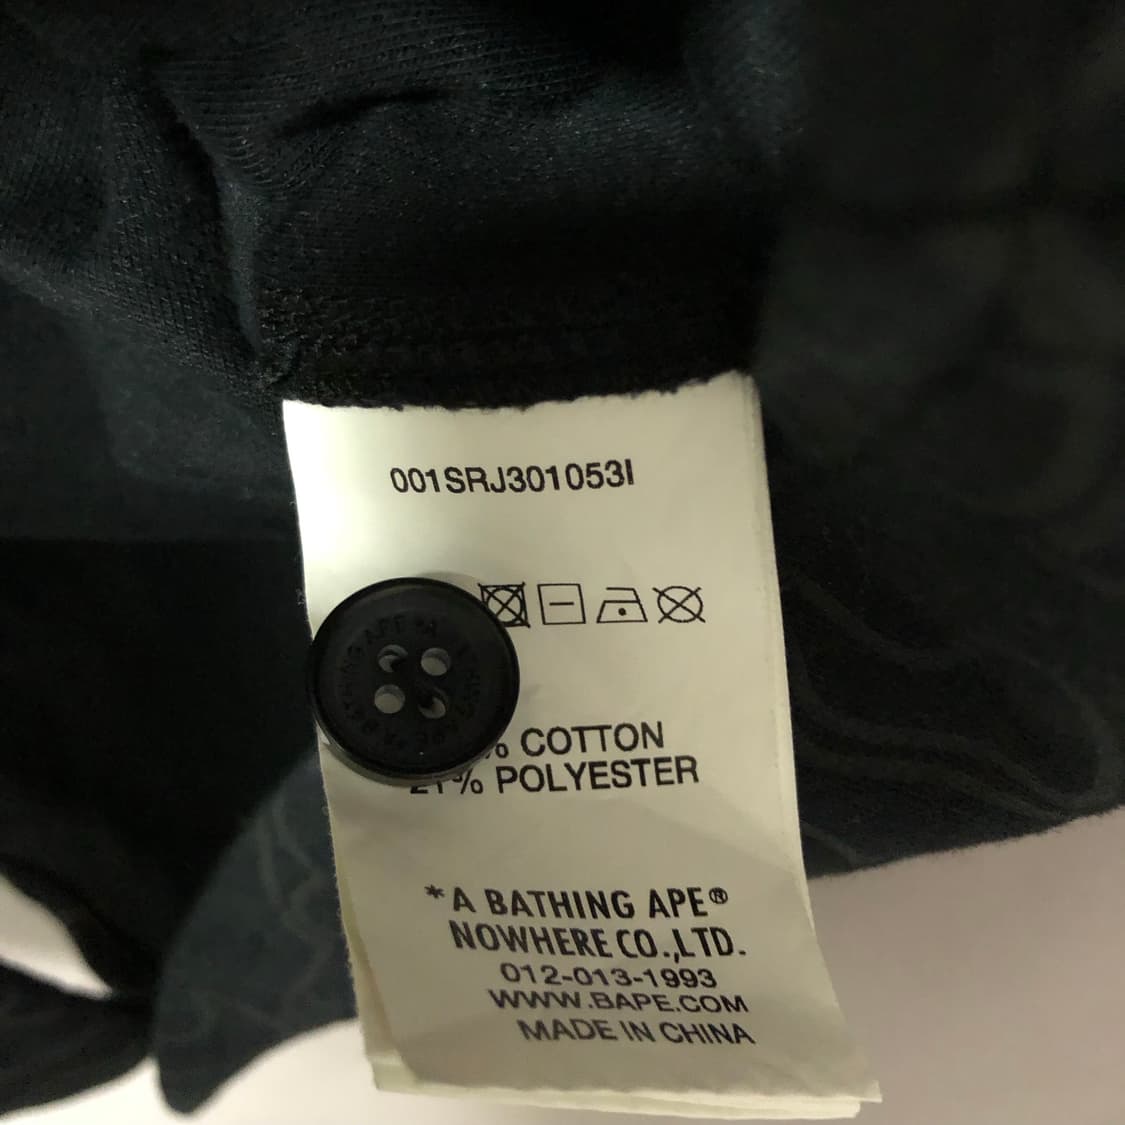 001SRJ301053I
% COTTON
21% POLYESTER
*A BATHING APE®
NOWHERE CO.,LTD.
012-013-1993
WWW.BAPE.COM
MADE IN CHINA